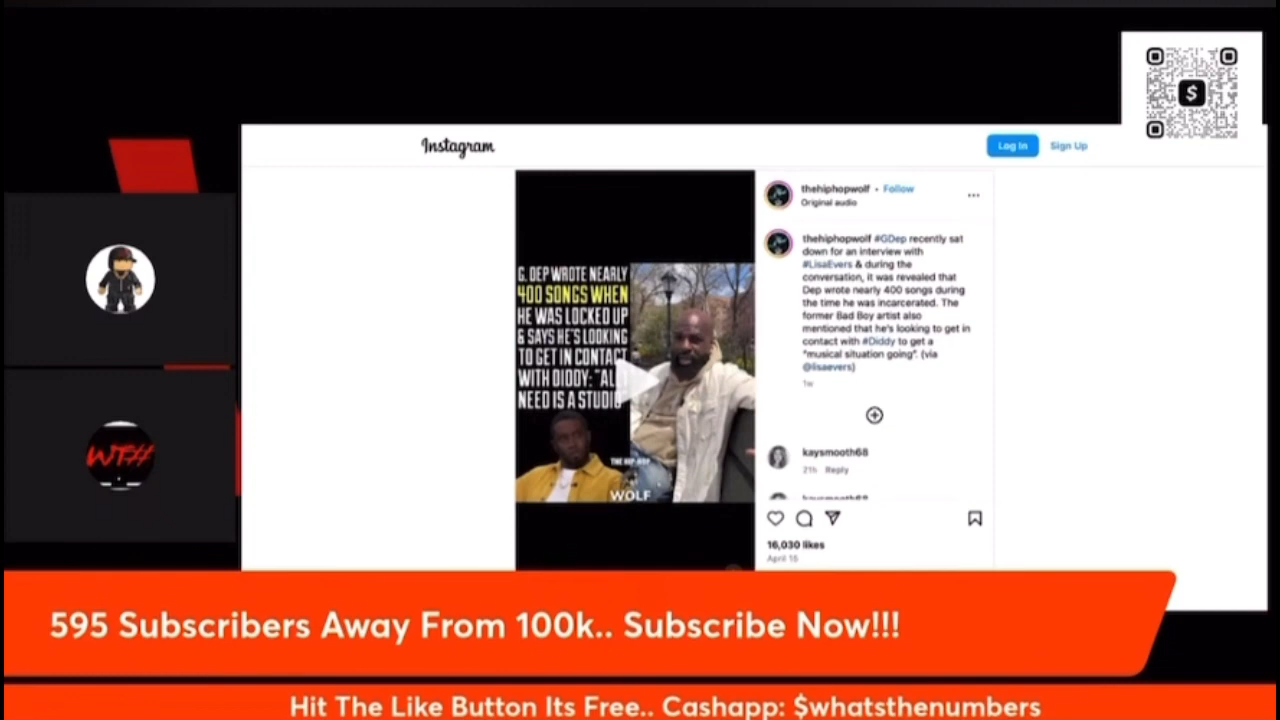 $
Instagram
Log In
Sign Up
thehiphopwolf • Follow
Original audio
thehiphopwolf #GDep recently sat
down for an interview with
#LisaEvers & during the
conversation, it was revealed that
Dep wrote nearly 400 songs during
the time he was incarcerated. The
former Bad Boy artist also
mentioned that he's looking to get in
contact with #Diddy to get a
"musical situation going". (via
@lisaevers)
1w
kaysmooth68
21h Reply
kaysmooth68
16,030 likes
April 15
G. DEP WROTE NEARLY
400 SONGS WHEN
HE WAS LOCKED UP
& SAYS HE'S LOOKING
TO GET IN CONTACT
WITH DIDDY: "ALL I
NEED IS A STUDIO"
THE HIP-HOP
WOLF
WTH
595 Subscribers Away From 100k.. Subscribe Now!!!
Hit The Like Button Its Free.. Cashapp: $whatsthenumbers